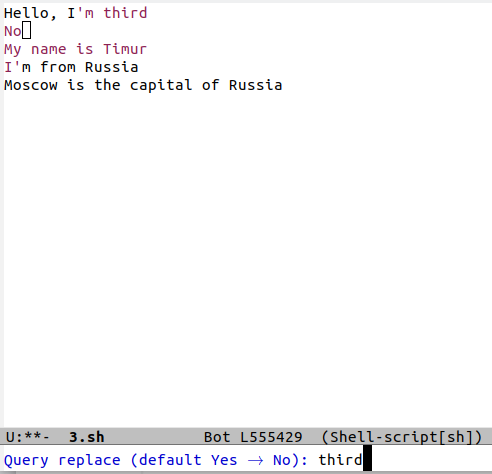 Hello, I'm third
No
My name is Timur
I'm from Russia
Moscow is the capital of Russia
U:**-  3.sh           Bot L555429  (Shell-script[sh])
Query replace (default Yes → No): third